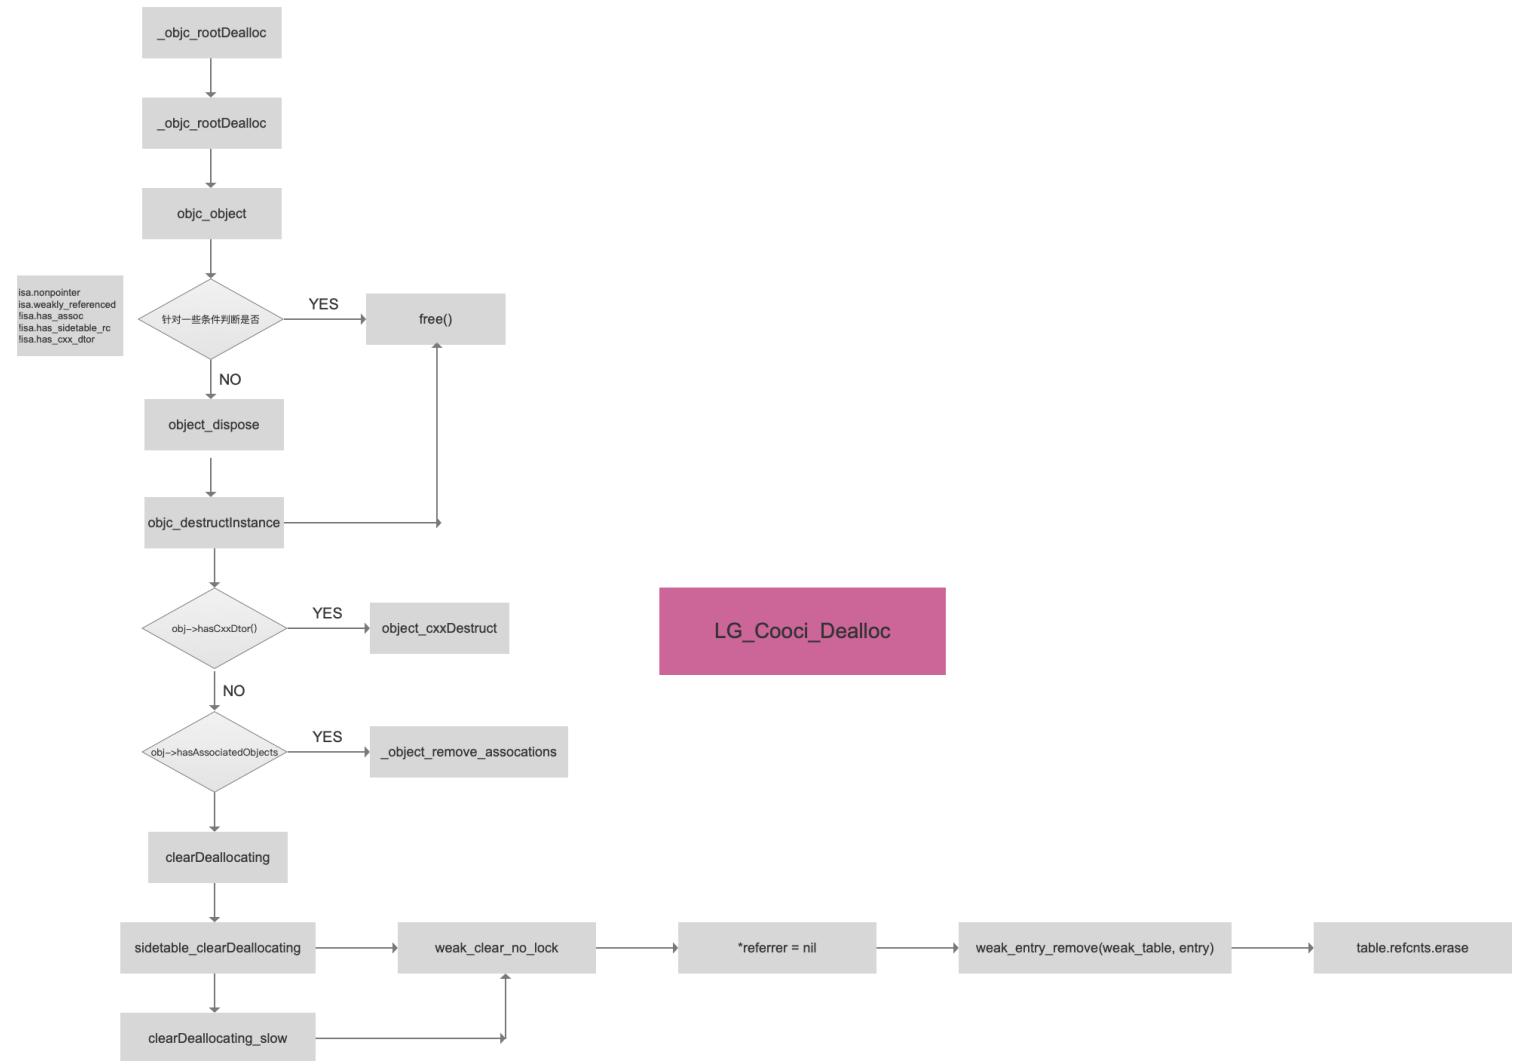 _objc_rootDealloc
_objc_rootDealloc
objc_object
isa.nonpointer
isa.weakly_referenced
!isa.has_assoc
!isa.has_sidetable_rc
!isa.has_cxx_dtor
针对一些条件判断是否
YES
free()
NO
object_dispose
objc_destructInstance
obj->hasCxxDtor()
YES
object_cxxDestruct
LG_Cooci_Dealloc
NO
obj->hasAssociatedObjects
YES
_object_remove_assocations
clearDeallocating
sidetable_clearDeallocating
weak_clear_no_lock
*referrer = nil
weak_entry_remove(weak_table, entry)
table.refcnts.erase
clearDeallocating_slow